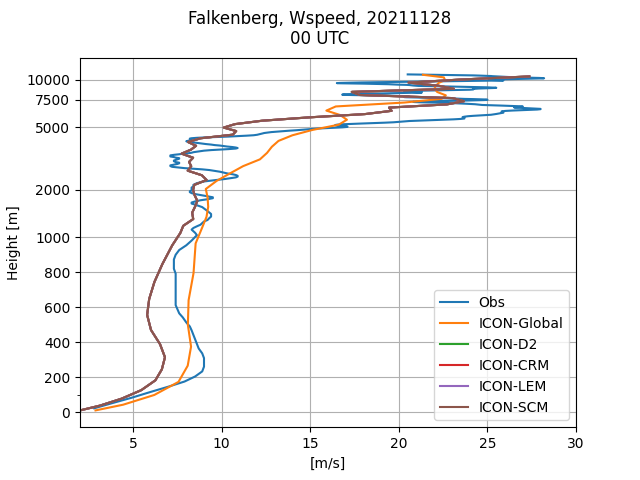 Falkenberg, Wspeed, 20211128
00 UTC
Height [m]
10000
7500
5000
2000
1000
800
600
400
200
0
5
10
15
20
25
30
[m/s]
Obs
ICON-Global
ICON-D2
ICON-CRM
ICON-LEM
ICON-SCM